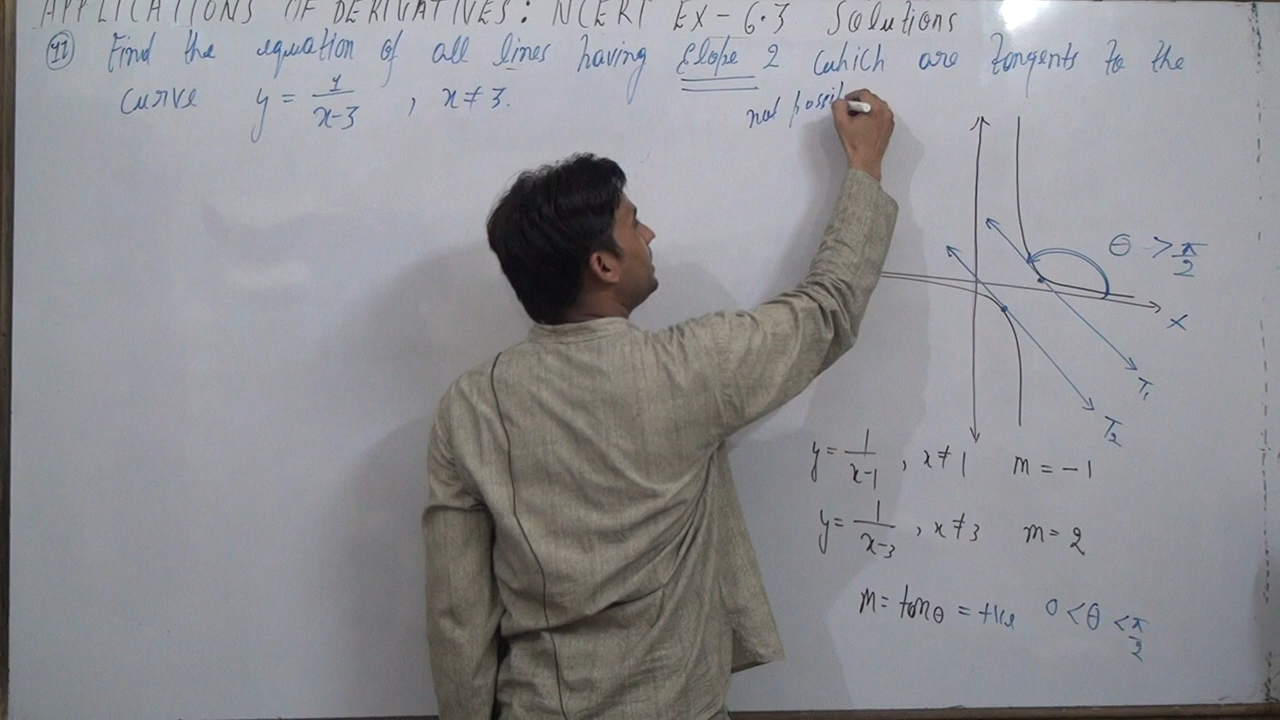 APPLICATIONS OF DERIVATIVES: NCERT EX-6.3 Solutions
Q11 Find the equation of all lines having slope 2 which are tangents to the
curve y = 1/(x-3) , x ≠ 3.
not possib
θ > π/2
X
T₁
T₂
y = 1/(x-1) , x ≠ 1 m = -1
y = 1/(x-3) , x ≠ 3 m = 2
m = tanθ = +ve 0 < θ < π/2